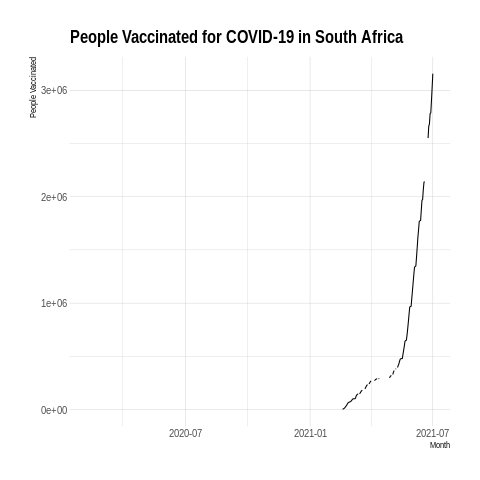 People Vaccinated for COVID-19 in South Africa
People Vaccinated
3e+06
2e+06
1e+06
0e+00
2020-07
2021-01
2021-07
Month